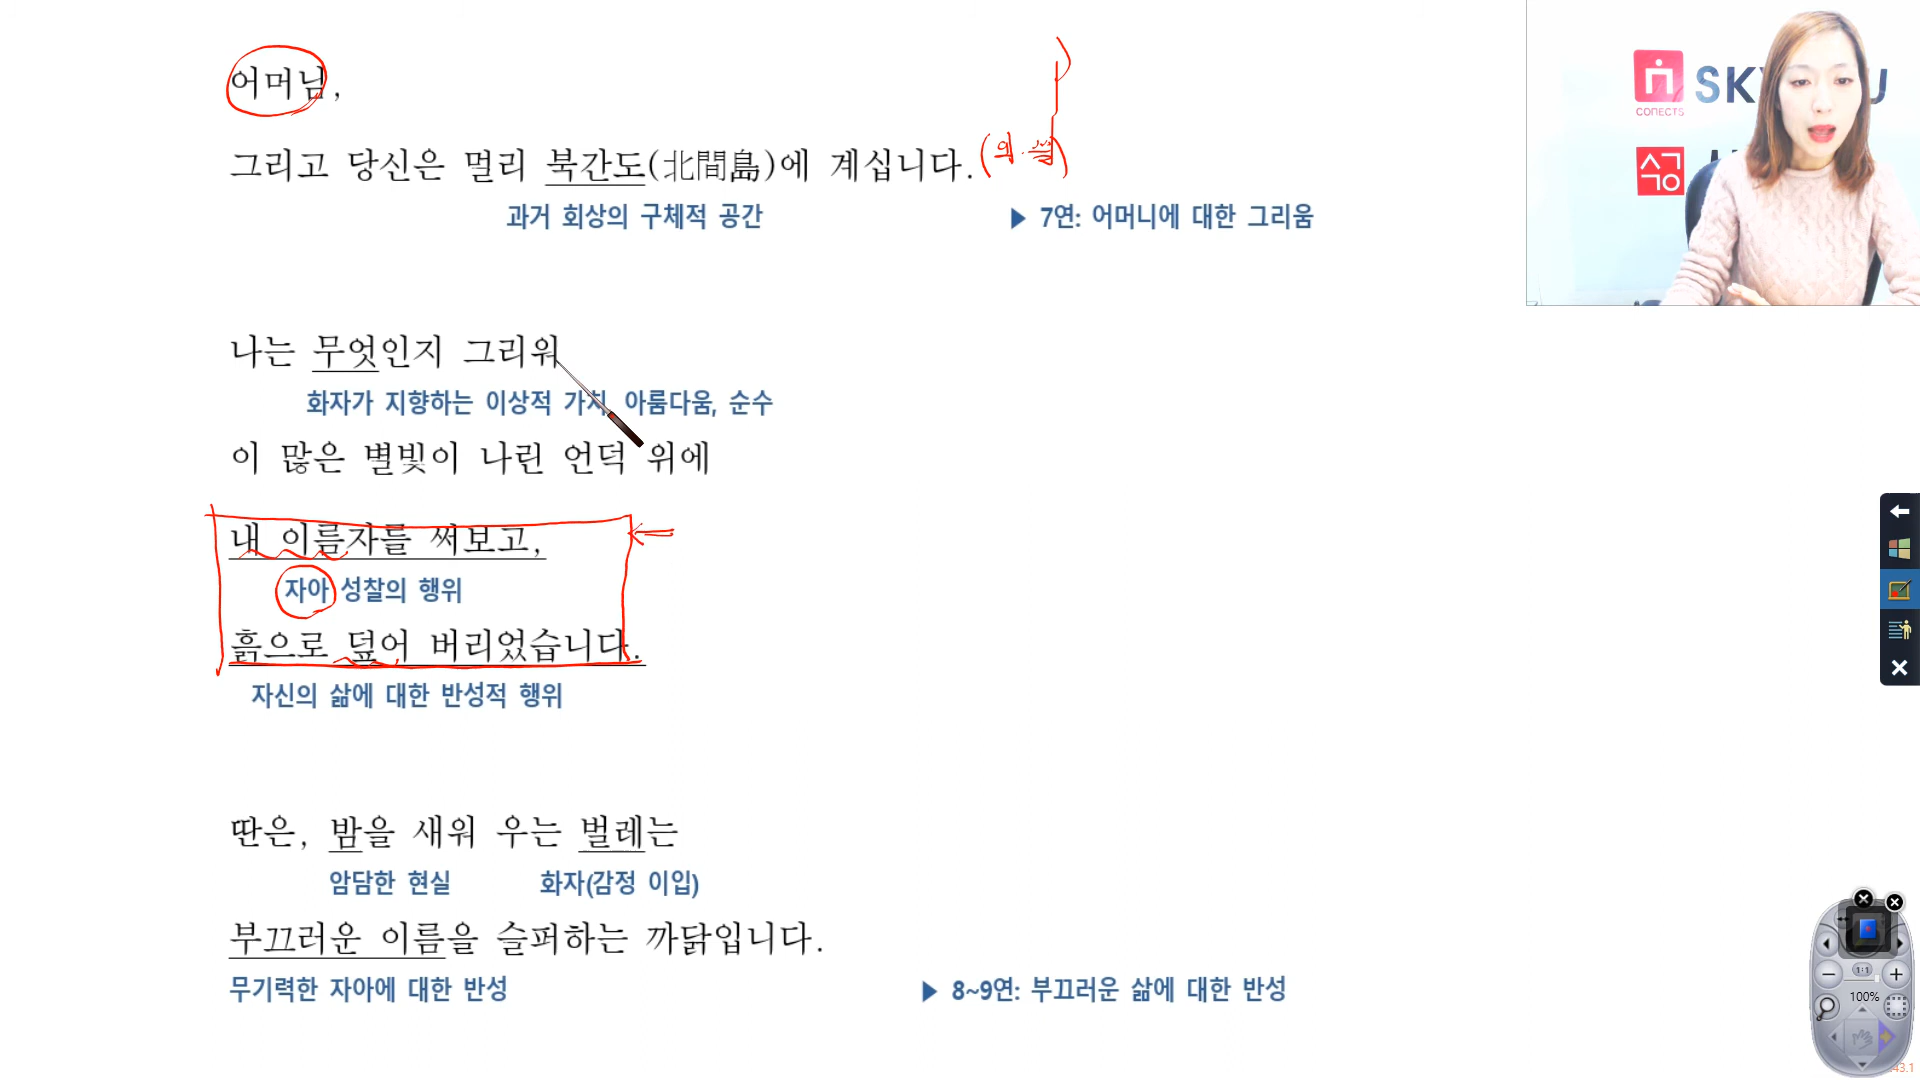 어머님,
그리고 당신은 멀리 북간도(北間島)에 계십니다.
과거 회상의 구체적 공간
▶ 7연: 어머니에 대한 그리움
나는 무엇인지 그리워
화자가 지향하는 이상적 가치, 아름다움, 순수
이 많은 별빛이 나린 언덕 위에
내 이름자를 써보고,
자아 성찰의 행위
흙으로 덮어 버리었습니다.
자신의 삶에 대한 반성적 행위
딴은, 밤을 새워 우는 벌레는
암담한 현실 화자(감정 이입)
부끄러운 이름을 슬퍼하는 까닭입니다.
무기력한 자아에 대한 반성
▶ 8~9연: 부끄러운 삶에 대한 반성
CONECTS
1:1
100%